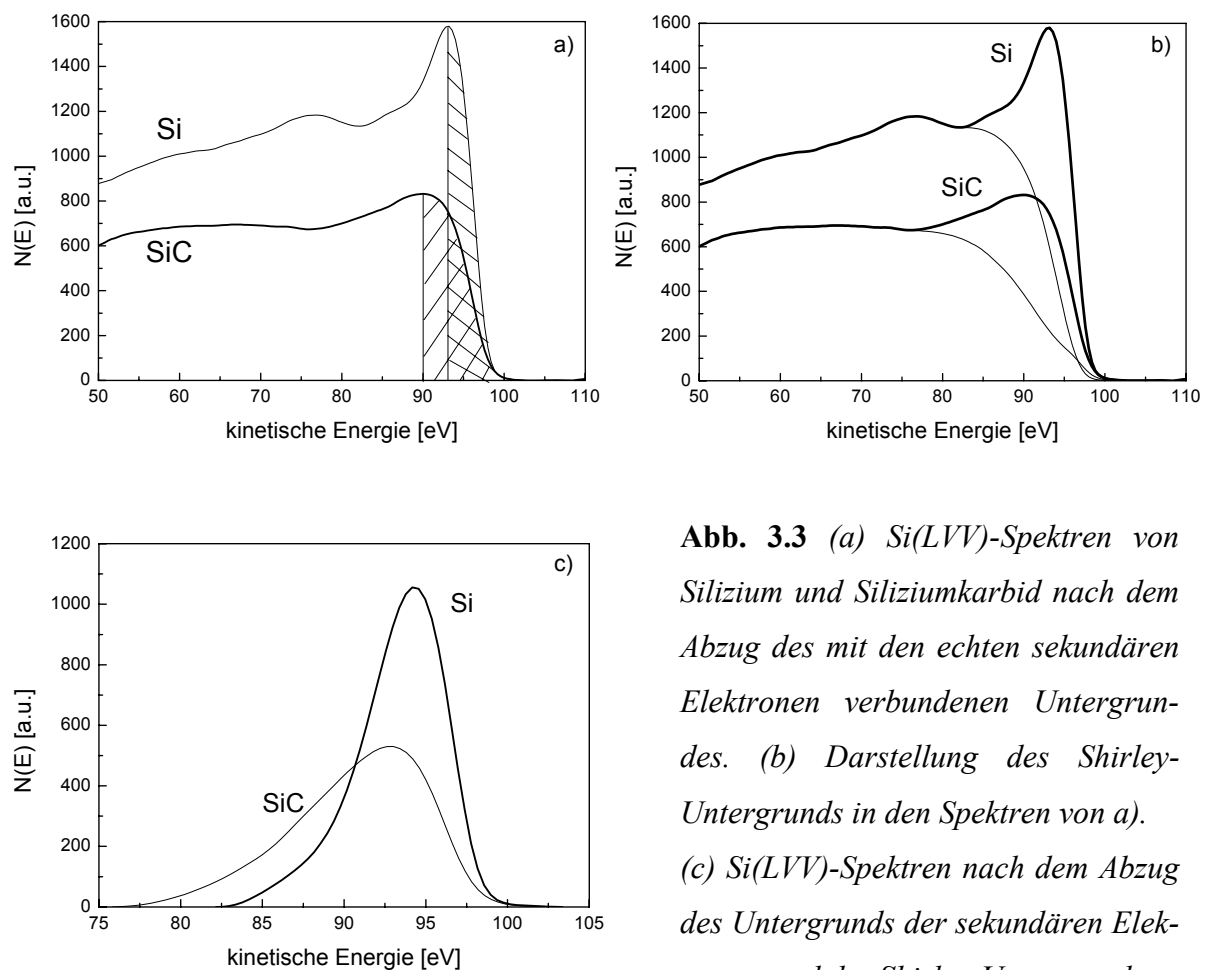 a)
1600
1400
1200
1000
800
600
400
200
0
N(E) [a.u.]
Si
SiC
50 60 70 80 90 100 110
kinetische Energie [eV]
b)
1600
1400
1200
1000
800
600
400
200
0
N(E) [a.u.]
Si
SiC
50 60 70 80 90 100 110
kinetische Energie [eV]
c)
1200
1000
800
600
400
200
0
N(E) [a.u.]
Si
SiC
75 80 85 90 95 100 105
kinetische Energie [eV]
Abb. 3.3 (a) Si(LVV)-Spektren von
Silizium und Siliziumkarbid nach dem
Abzug des mit den echten sekundären
Elektronen verbundenen Untergrun-
des. (b) Darstellung des Shirley-
Untergrunds in den Spektren von a).
(c) Si(LVV)-Spektren nach dem Abzug
des Untergrunds der sekundären Elek-